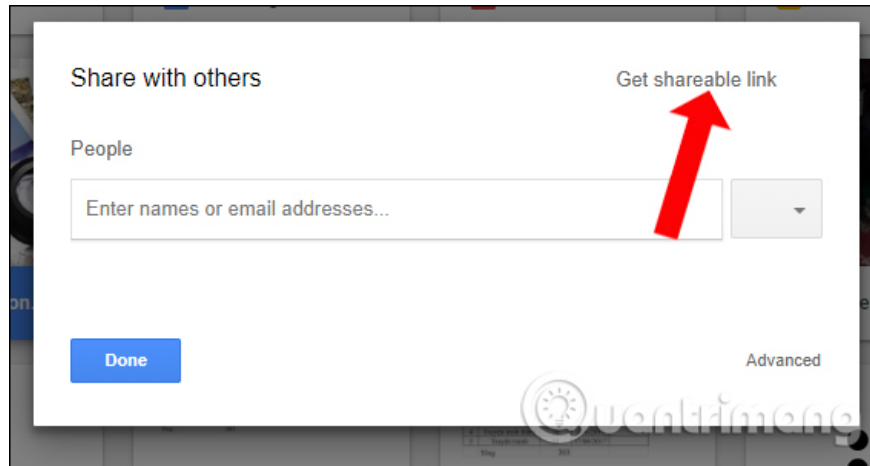 Share with others
Get shareable link
People
Enter names or email addresses...
Done
Advanced
Quantrimang